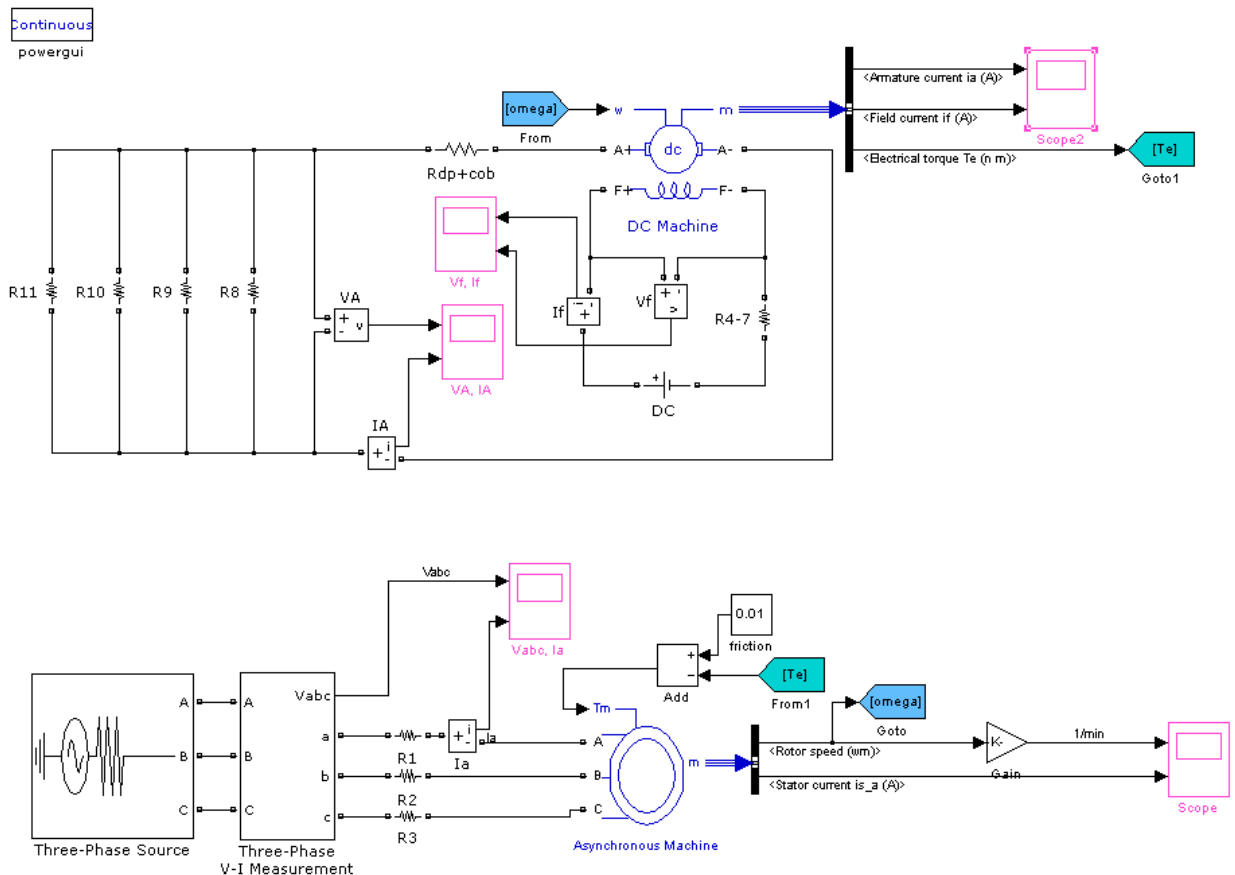 Continuous
powergui
<Armature current ia (A)>
[omega]
w
m
<Field current if (A)>
From
Scope2
A+
dc
A-
<Electrical torque Te (n m)>
[Te]
Rdp+cob
Goto1
F+
F-
DC Machine
Vf, If
R11
R10
R9
R8
VA
+
-
v
If
-
i
+
Vf
+
-
v
R4-7
VA, IA
+
DC
IA
+
-
i
Vabc
0.01
friction
Vabc, Ia
+
-
Add
[Te]
From1
Vabc
A
A
a
R1
+
-
i
Ia
Ia
Tm
[omega]
Goto
A
<Rotor speed (wm)>
K-
Gain
1/min
B
B
b
R2
B
m
<Stator current is_a (A)>
C
C
c
R3
C
Scope
Three-Phase Source
Three-Phase
V-I Measurement
Asynchronous Machine